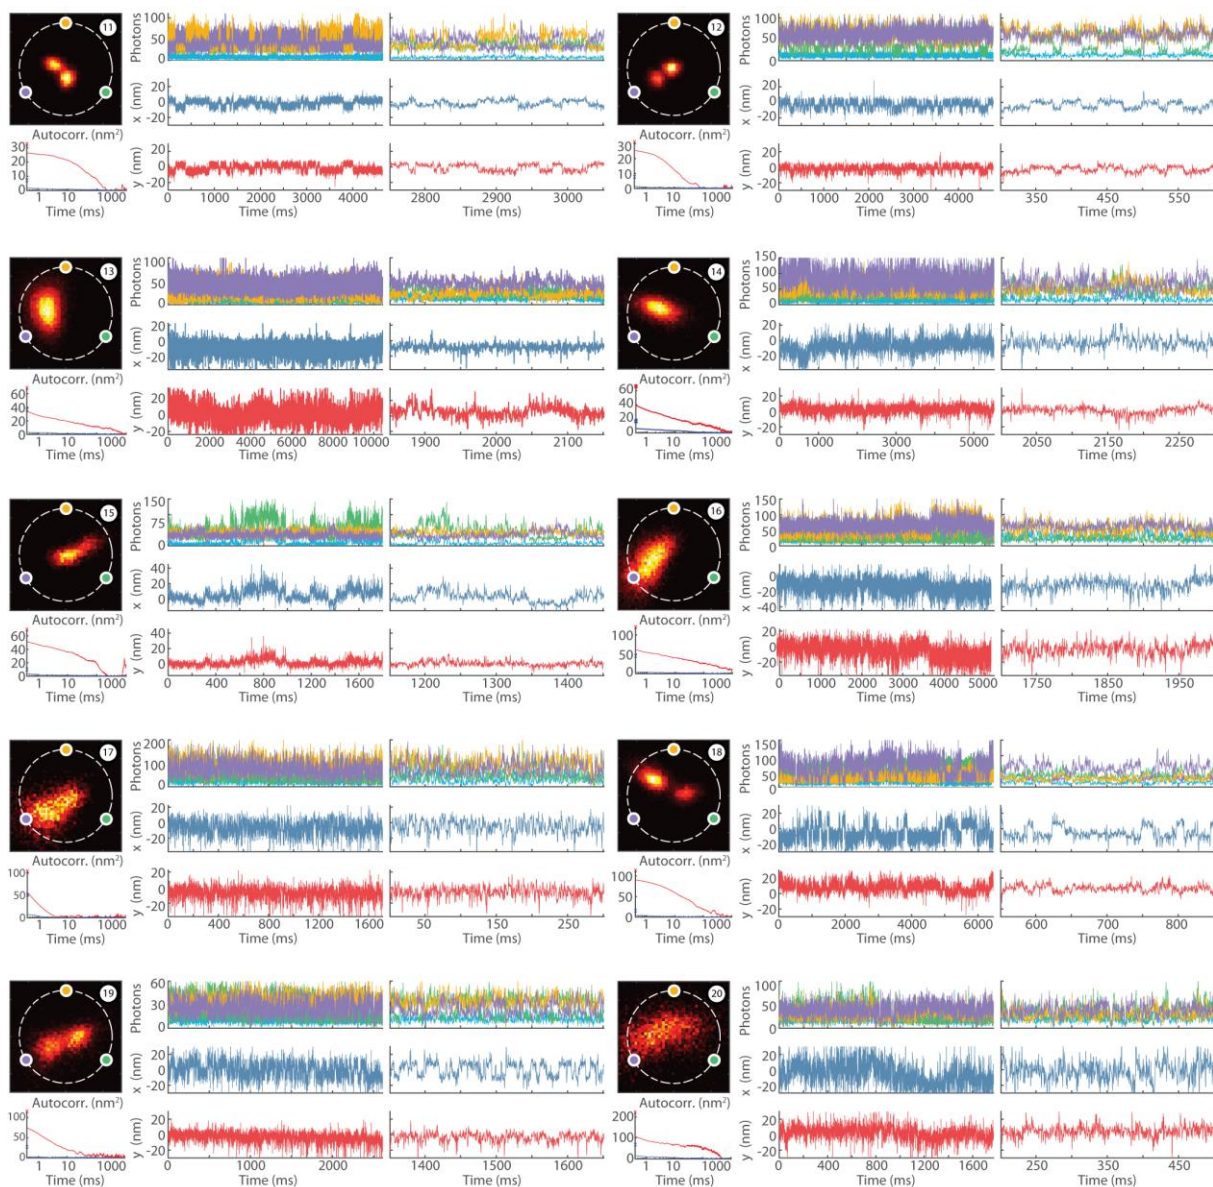 11
Photons
100
50
0
x (nm)
20
0
-20
Autocorr. (nm²)
30
20
10
0
1 10 1000
Time (ms)
y (nm)
20
0
-20
0 1000 2000 3000 4000
Time (ms)
2800 2900 3000
Time (ms)
12
Photons
100
50
0
x (nm)
20
0
-20
Autocorr. (nm²)
30
20
10
0
1 10 1000
Time (ms)
y (nm)
20
0
-20
0 1000 2000 3000 4000
Time (ms)
350 450 550
Time (ms)
13
Photons
100
50
0
x (nm)
20
0
-20
Autocorr. (nm²)
60
40
20
0
1 10 1000
Time (ms)
y (nm)
20
0
-20
0 2000 4000 6000 8000 10000
Time (ms)
1900 2000 2100
Time (ms)
14
Photons
150
100
50
0
x (nm)
20
0
-20
Autocorr. (nm²)
60
40
20
0
1 10 1000
Time (ms)
y (nm)
20
0
-20
0 1000 3000 5000
Time (ms)
2050 2150 2250
Time (ms)
15
Photons
150
75
0
x (nm)
40
20
0
Autocorr. (nm²)
60
40
20
0
1 10 1000
Time (ms)
y (nm)
40
20
0
0 400 800 1200 1600
Time (ms)
1200 1300 1400
Time (ms)
16
Photons
150
100
50
0
x (nm)
0
-20
-40
Autocorr. (nm²)
100
50
0
1 10 1000
Time (ms)
y (nm)
20
0
-20
0 1000 2000 3000 4000 5000
Time (ms)
1750 1850 1950
Time (ms)
17
Photons
200
100
0
x (nm)
20
0
-20
Autocorr. (nm²)
100
50
0
1 10 1000
Time (ms)
y (nm)
20
0
-20
0 400 800 1200 1600
Time (ms)
50 150 250
Time (ms)
18
Photons
150
100
50
0
x (nm)
20
0
-20
Autocorr. (nm²)
100
50
0
1 10 1000
Time (ms)
y (nm)
20
0
-20
0 2000 4000 6000
Time (ms)
600 700 800
Time (ms)
19
Photons
60
30
0
x (nm)
20
0
-20
Autocorr. (nm²)
100
50
0
1 10 1000
Time (ms)
y (nm)
20
0
-20
0 1000 2000
Time (ms)
1400 1500 1600
Time (ms)
20
Photons
100
50
0
x (nm)
20
0
-20
Autocorr. (nm²)
200
100
0
1 10 1000
Time (ms)
y (nm)
20
0
-20
0 400 800 1200 1600
Time (ms)
250 350 450
Time (ms)